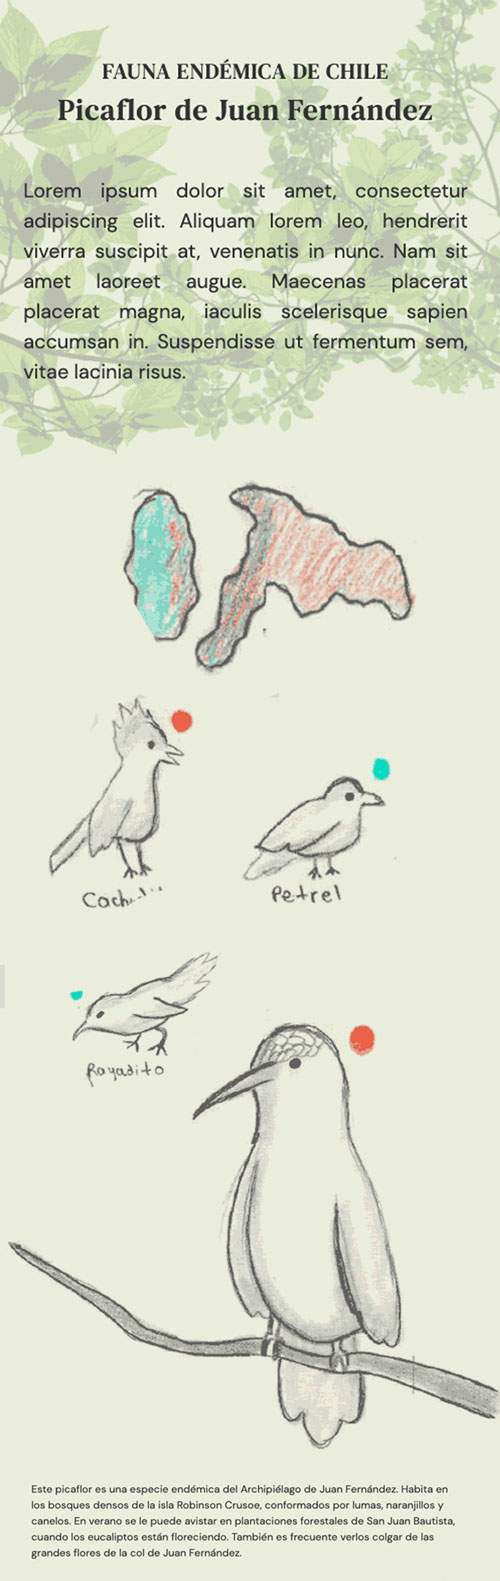 FAUNA ENDÉMICA DE CHILE
Picaflor de Juan Fernández
Lorem ipsum dolor sit amet, consectetur
adipiscing elit. Aliquam lorem leo, hendrerit
viverra suscipit at, venenatis in nunc. Nam sit
amet laoreet augue. Maecenas placerat
placerat magna, iaculis scelerisque sapien
accumsan in. Suspendisse ut fermentum sem,
vitae lacinia risus.
Petrel
Rayadito
Este picaflor es una especie endémica del Archipiélago de Juan Fernández. Habita en
los bosques densos de la isla Robinson Crusoe, conformados por lumas, naranjillos y
canelos. En verano se le puede avistar en plantaciones forestales de San Juan Bautista,
cuando los eucaliptos están floreciendo. También es frecuente verlos colgar de las
grandes flores de la col de Juan Fernández.